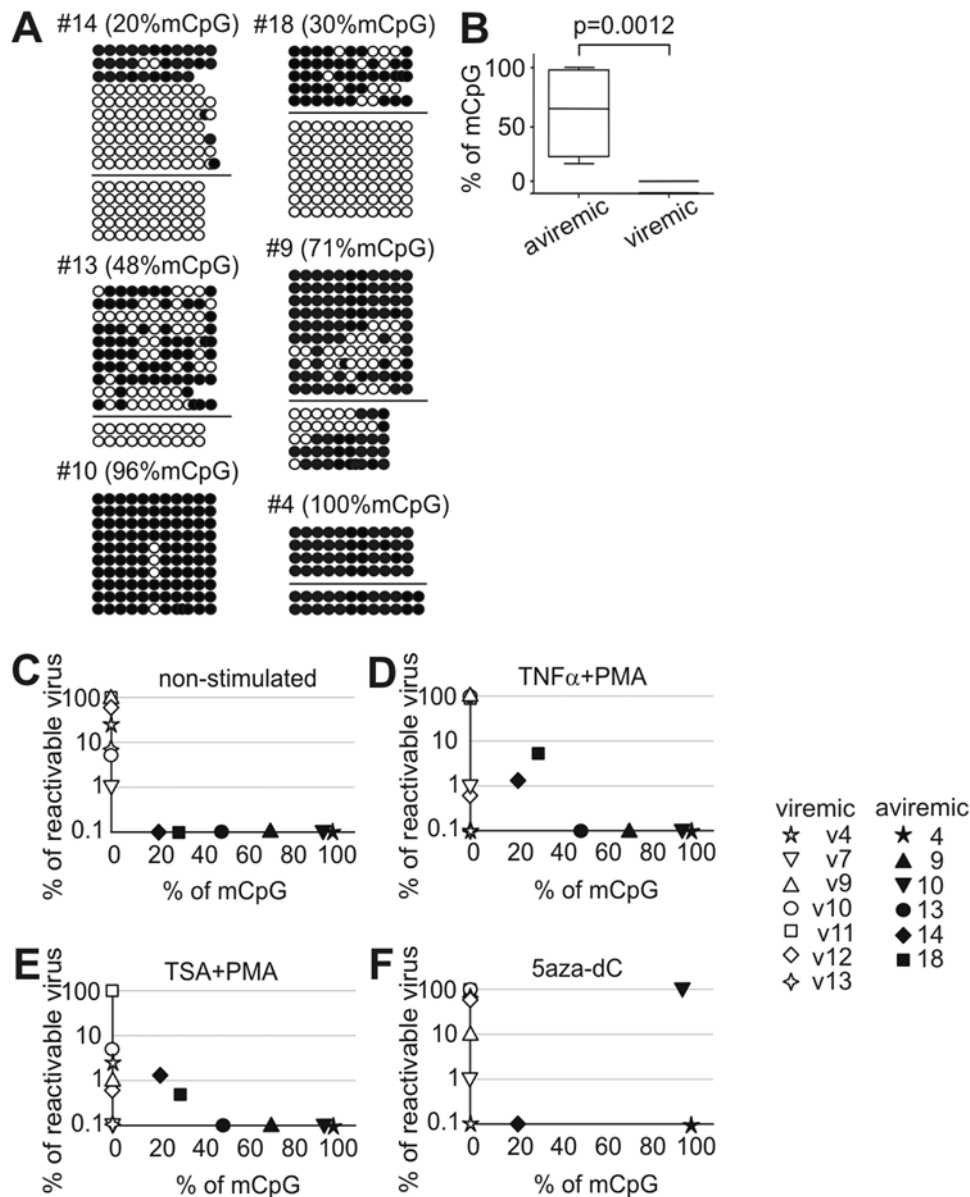 A
#14 (20%mCpG)
#18 (30%mCpG)
#13 (48%mCpG)
#9 (71%mCpG)
#10 (96%mCpG)
#4 (100%mCpG)
B
p=0.0012
% of mCpG
100
50
0
aviremic
viremic
C
non-stimulated
% of reactivable virus
100
10
1
0.1
0 20 40 60 80 100
% of mCpG
D
TNFα+PMA
% of reactivable virus
100
10
1
0.1
0 20 40 60 80 100
% of mCpG
E
TSA+PMA
% of reactivable virus
100
10
1
0.1
0 20 40 60 80 100
% of mCpG
F
5aza-dC
% of reactivable virus
100
10
1
0.1
0 20 40 60 80 100
% of mCpG
viremic
v4
v7
v9
v10
v11
v12
v13
aviremic
4
9
10
13
14
18